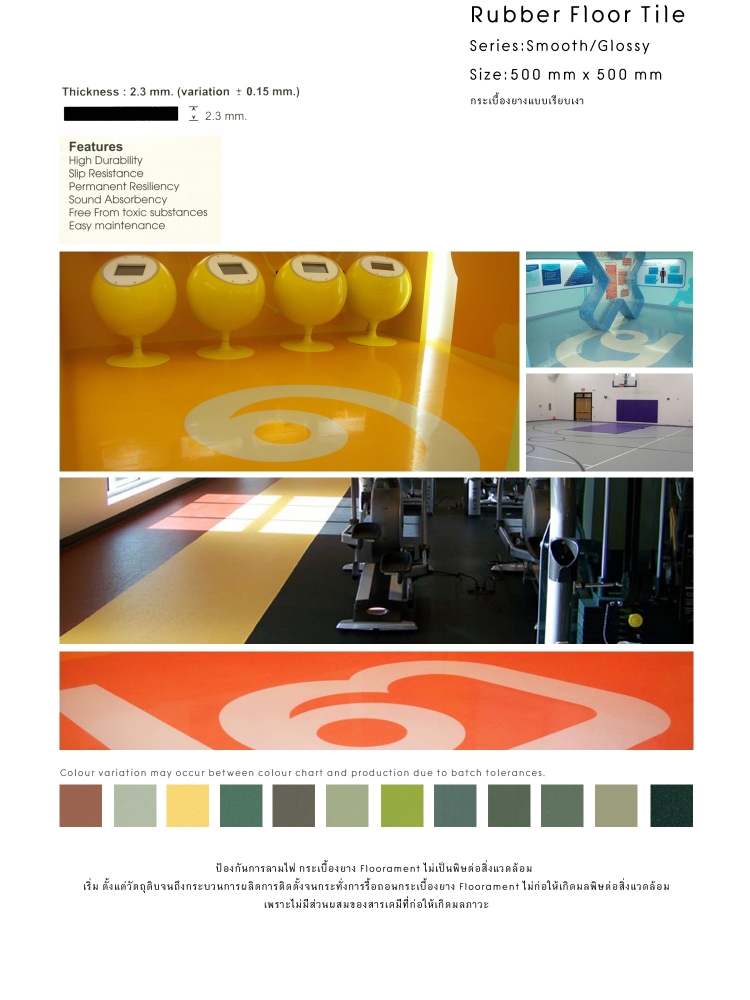 Rubber Floor Tile
Series:Smooth/Glossy
Size:500 mm x 500 mm
กระเบื้องยางแบบเรียบเงา
Thickness : 2.3 mm. (variation ± 0.15 mm.)
2.3 mm.
Features
High Durability
Slip Resistance
Permanent Resiliency
Sound Absorbency
Free From toxic substances
Easy maintenance
Colour variation may occur between colour chart and production due to batch tolerances.
ป้องกันการลามไฟ กระเบื้องยาง Floorament ไม่เป็นพิษต่อสิ่งแวดล้อม
เริ่ม ตั้งแต่วัตถุดิบจนถึงกระบวนการผลิตการติดตั้งจนกระทั่งการรื้อถอนกระเบื้องยาง Floorament ไม่ก่อให้เกิดมลพิษต่อสิ่งแวดล้อม
เพราะไม่มีส่วนผสมของสารเคมีที่ก่อให้เกิดมลภาวะ